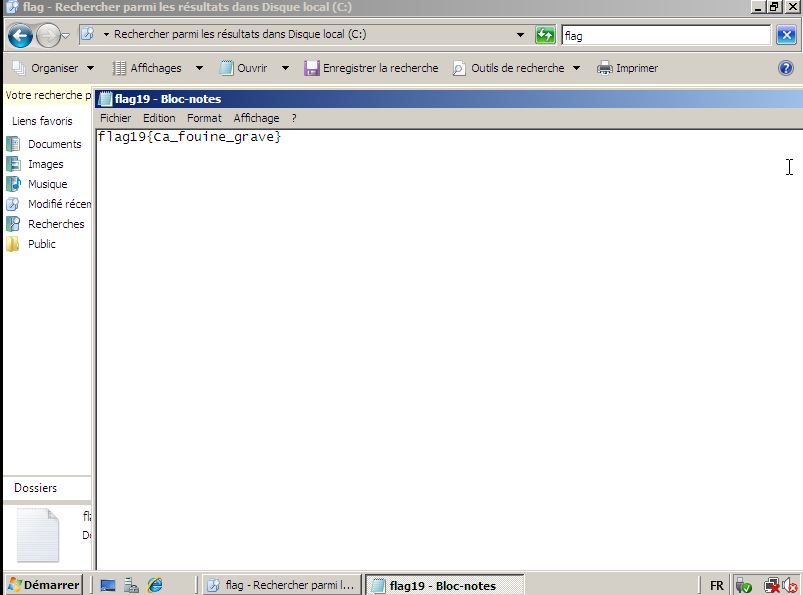 flag - Rechercher parmi les résultats dans Disque local (C:)
Rechercher parmi les résultats dans Disque local (C:)
flag
Organiser
Affichages
Ouvrir
Enregistrer la recherche
Outils de recherche
Imprimer
Votre recherche p
flag19 - Bloc-notes
Liens favoris
Fichier Edition Format Affichage ?
flag19{Ca_fouine_grave}
Documents
Images
Musique
Modifié récem
Recherches
Public
Dossiers
Démarrer
flag - Rechercher parmi l...
flag19 - Bloc-notes
FR